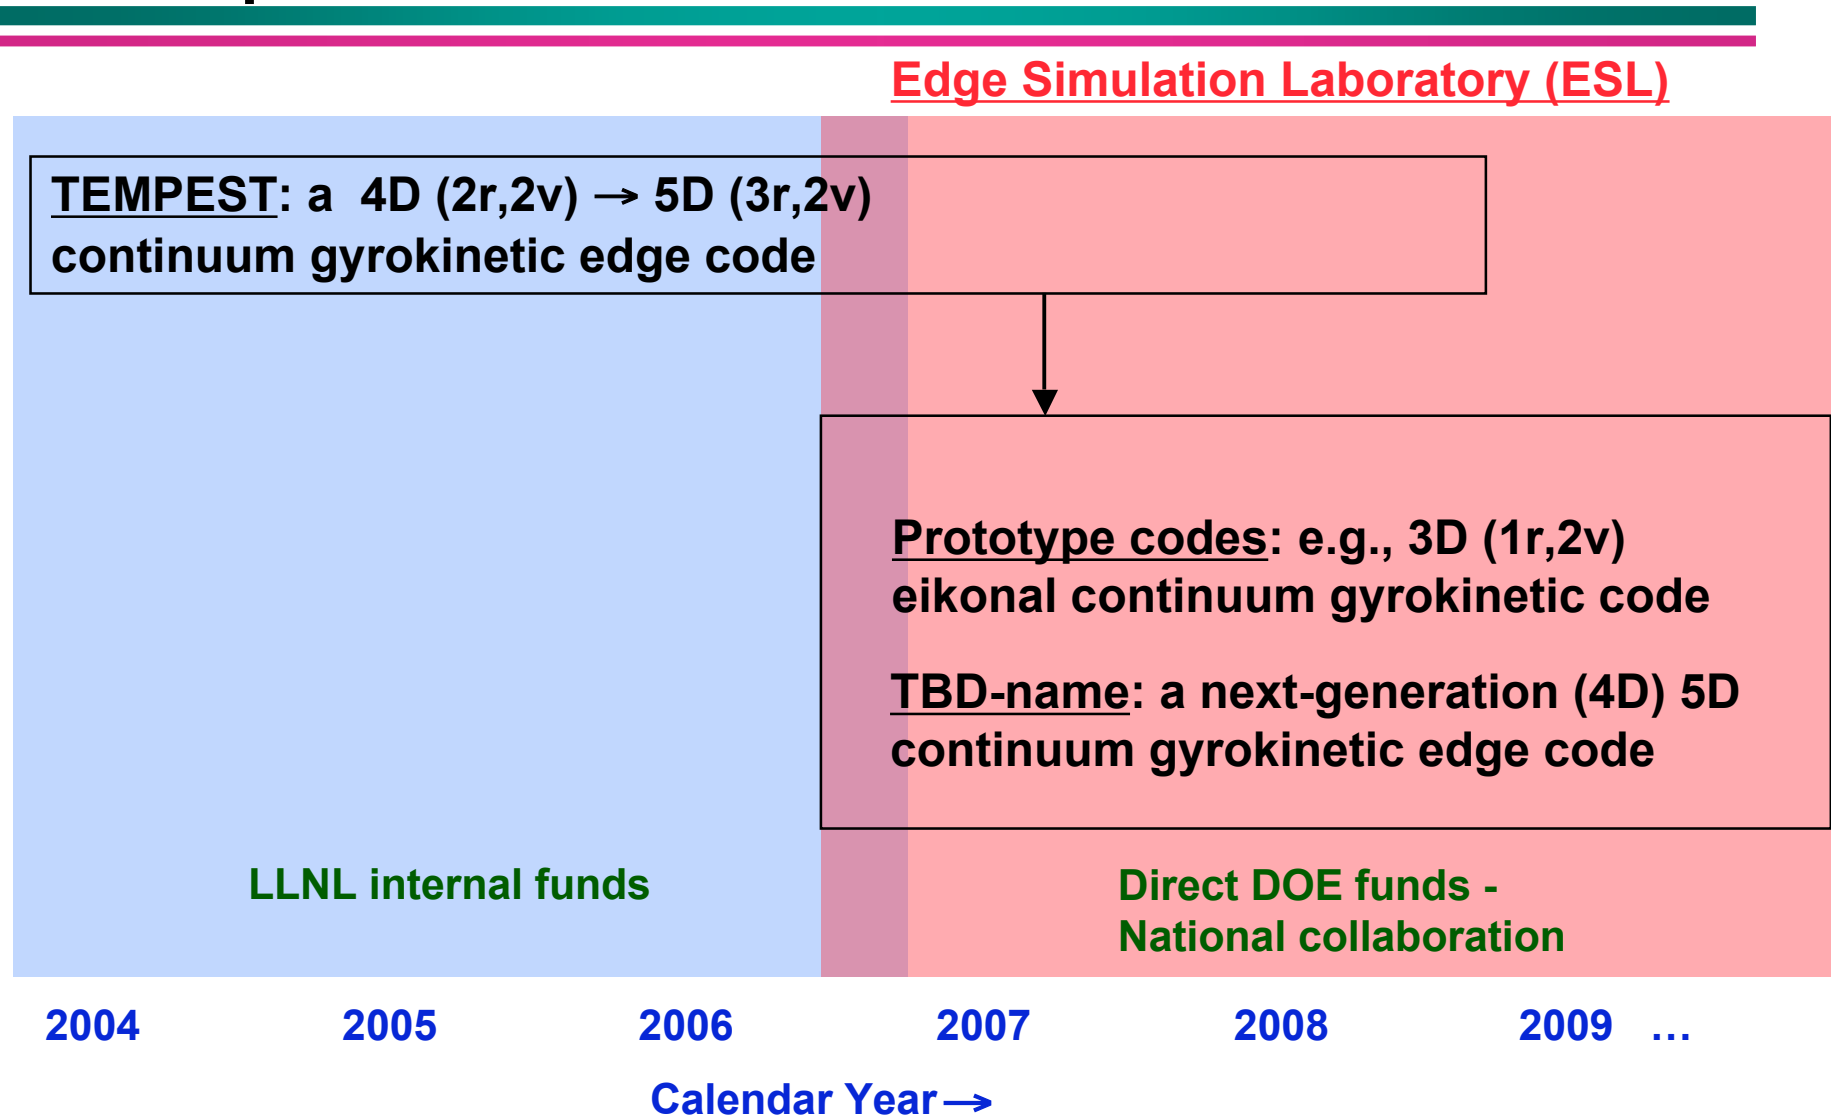 Edge Simulation Laboratory (ESL)
TEMPEST: a 4D (2r,2v) → 5D (3r,2v)
continuum gyrokinetic edge code
Prototype codes: e.g., 3D (1r,2v)
eikonal continuum gyrokinetic code
TBD-name: a next-generation (4D) 5D
continuum gyrokinetic edge code
LLNL internal funds
Direct DOE funds -
National collaboration
2004 2005 2006 2007 2008 2009 …
Calendar Year →